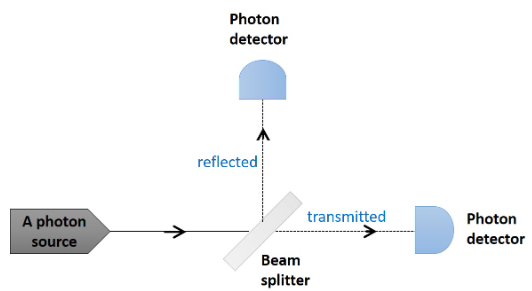 Photon
detector
reflected
A photon
source
transmitted
Photon
detector
Beam
splitter